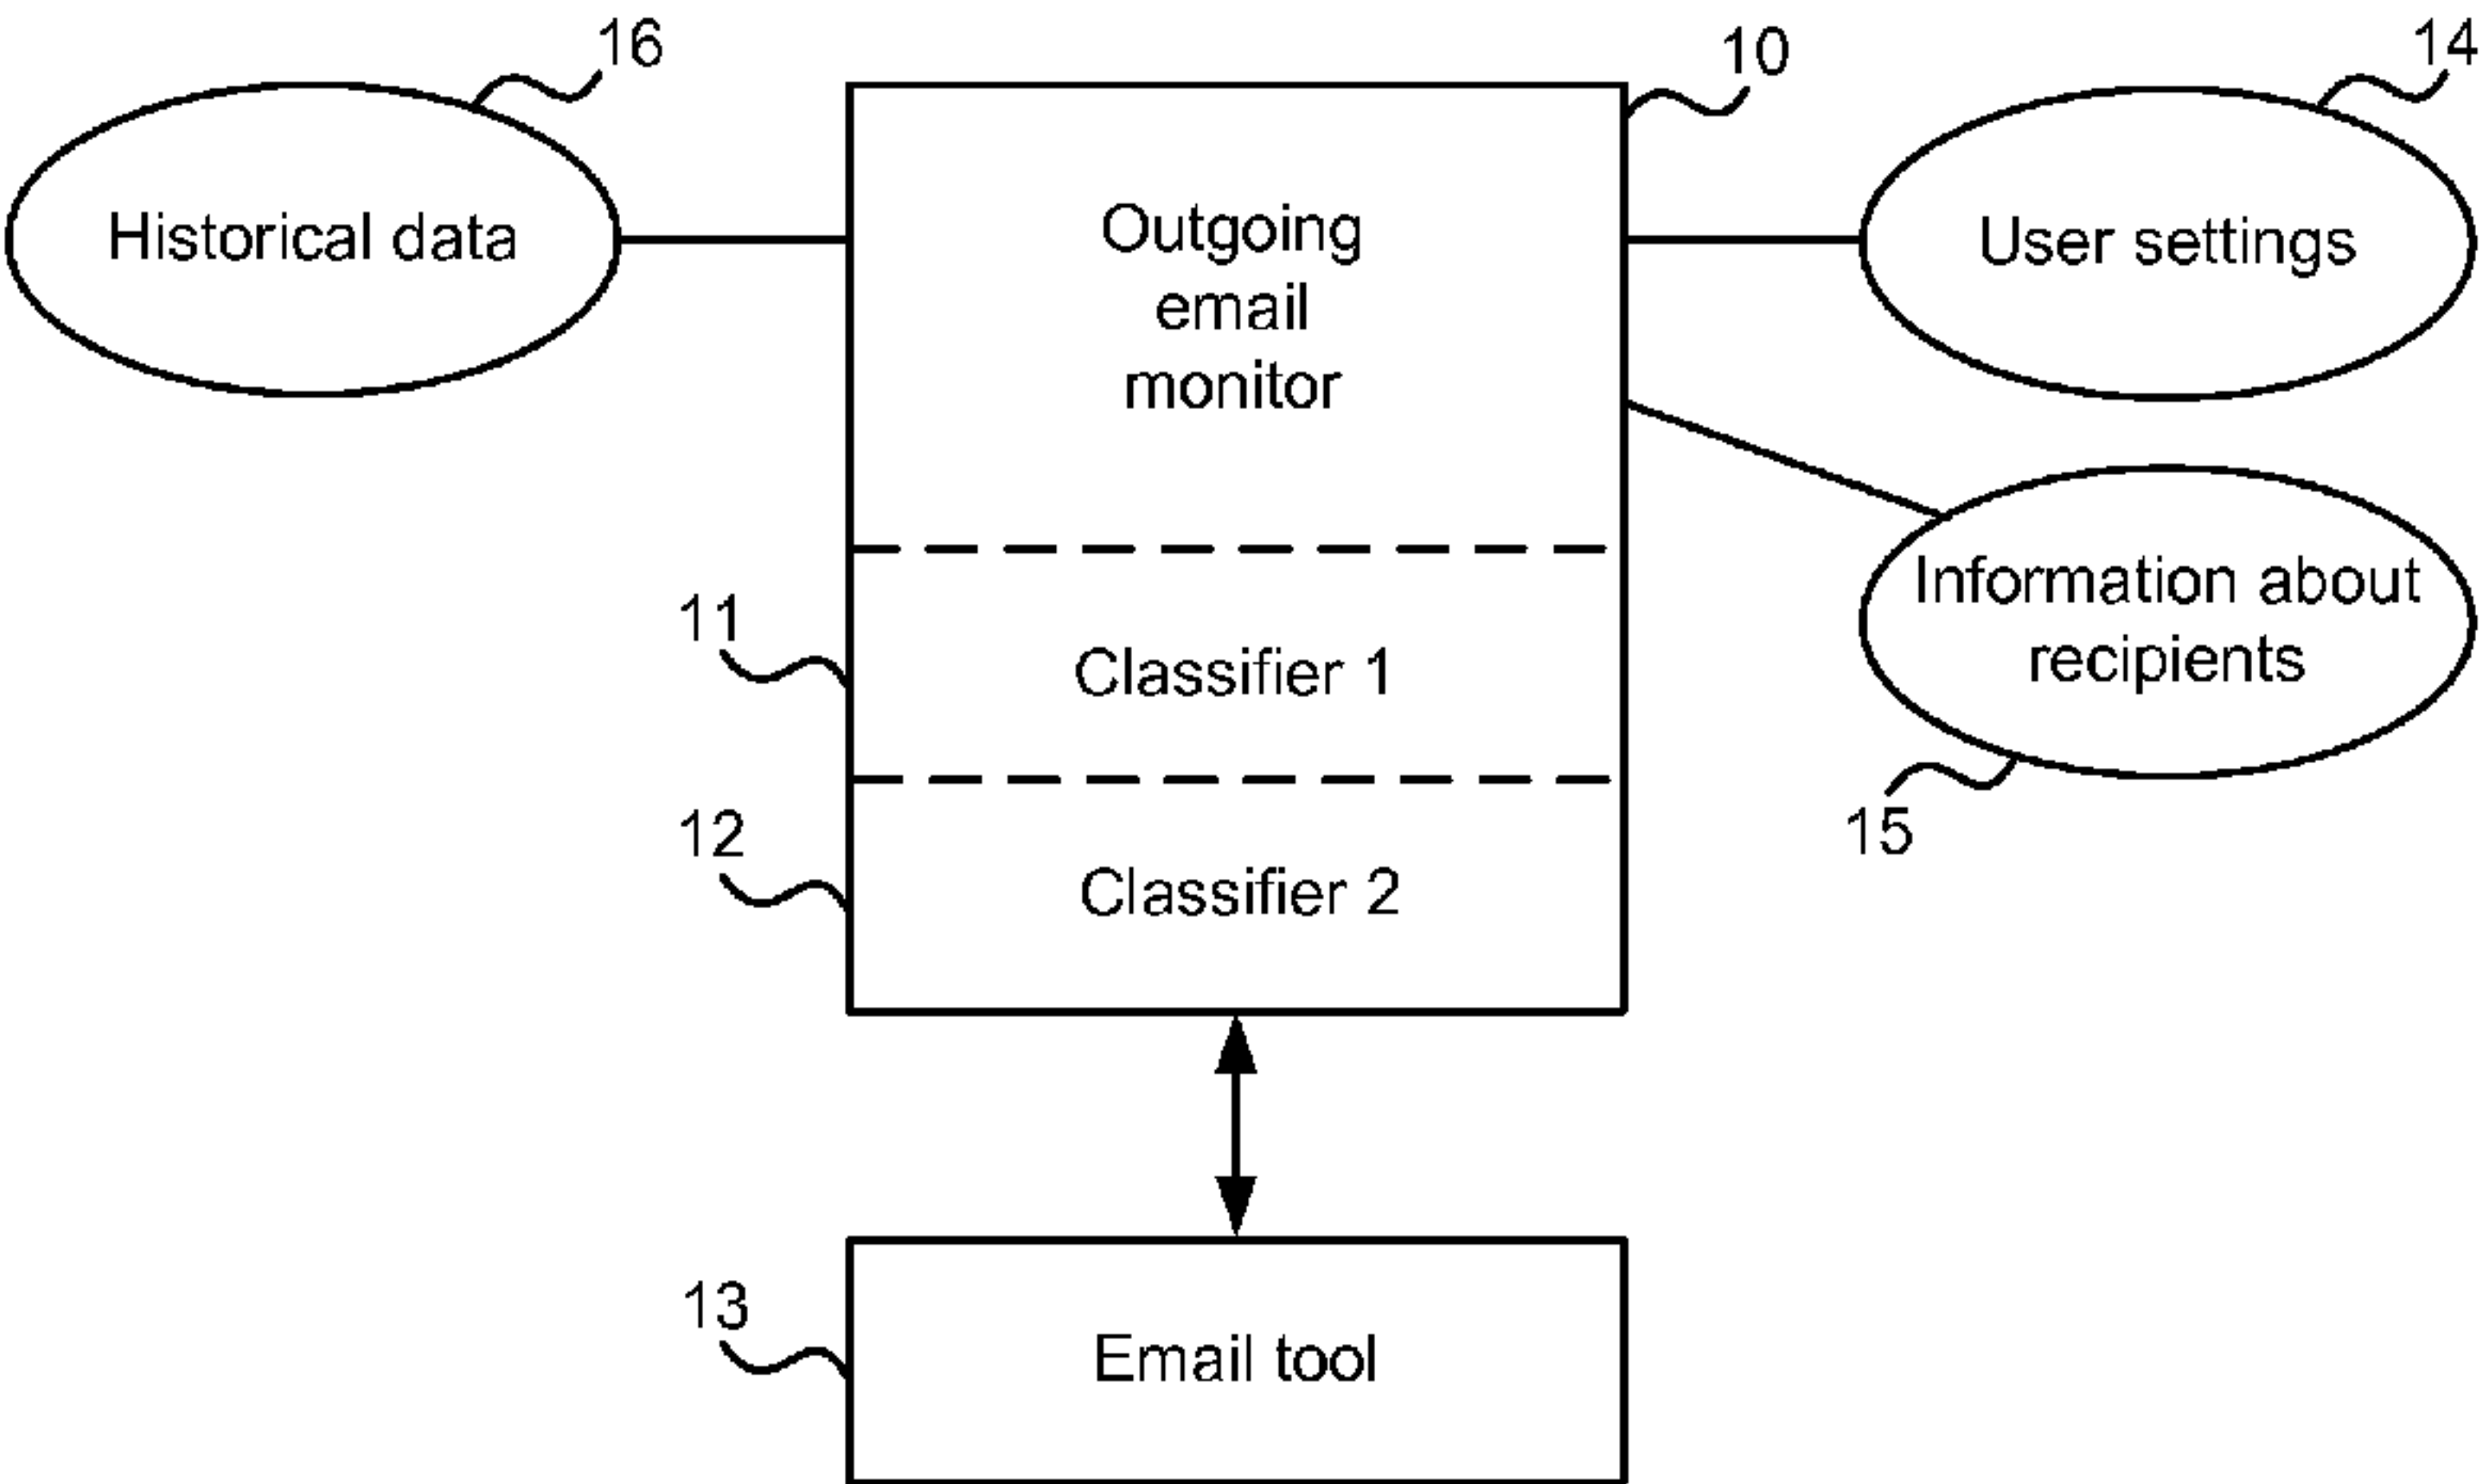 16
10
14
Historical data
Outgoing
email
monitor
User settings
Information about
recipients
11
Classifier 1
15
12
Classifier 2
13
Email tool